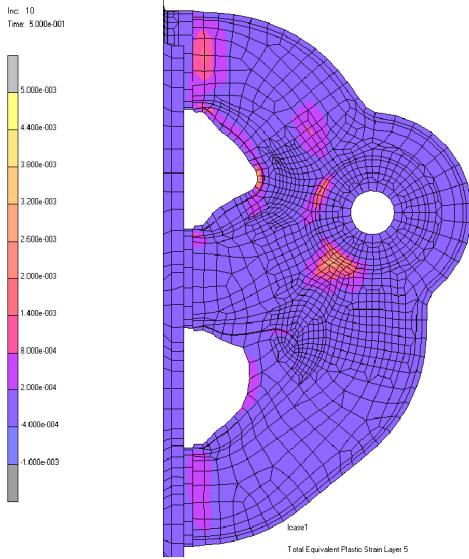 Inc: 10
Time: 5.000e-001
5.000e-003
4.400e-003
3.800e-003
3.200e-003
2.600e-003
2.000e-003
1.400e-003
8.000e-004
2.000e-004
-4.000e-004
-1.000e-003
lcase1
Total Equivalent Plastic Strain Layer 5